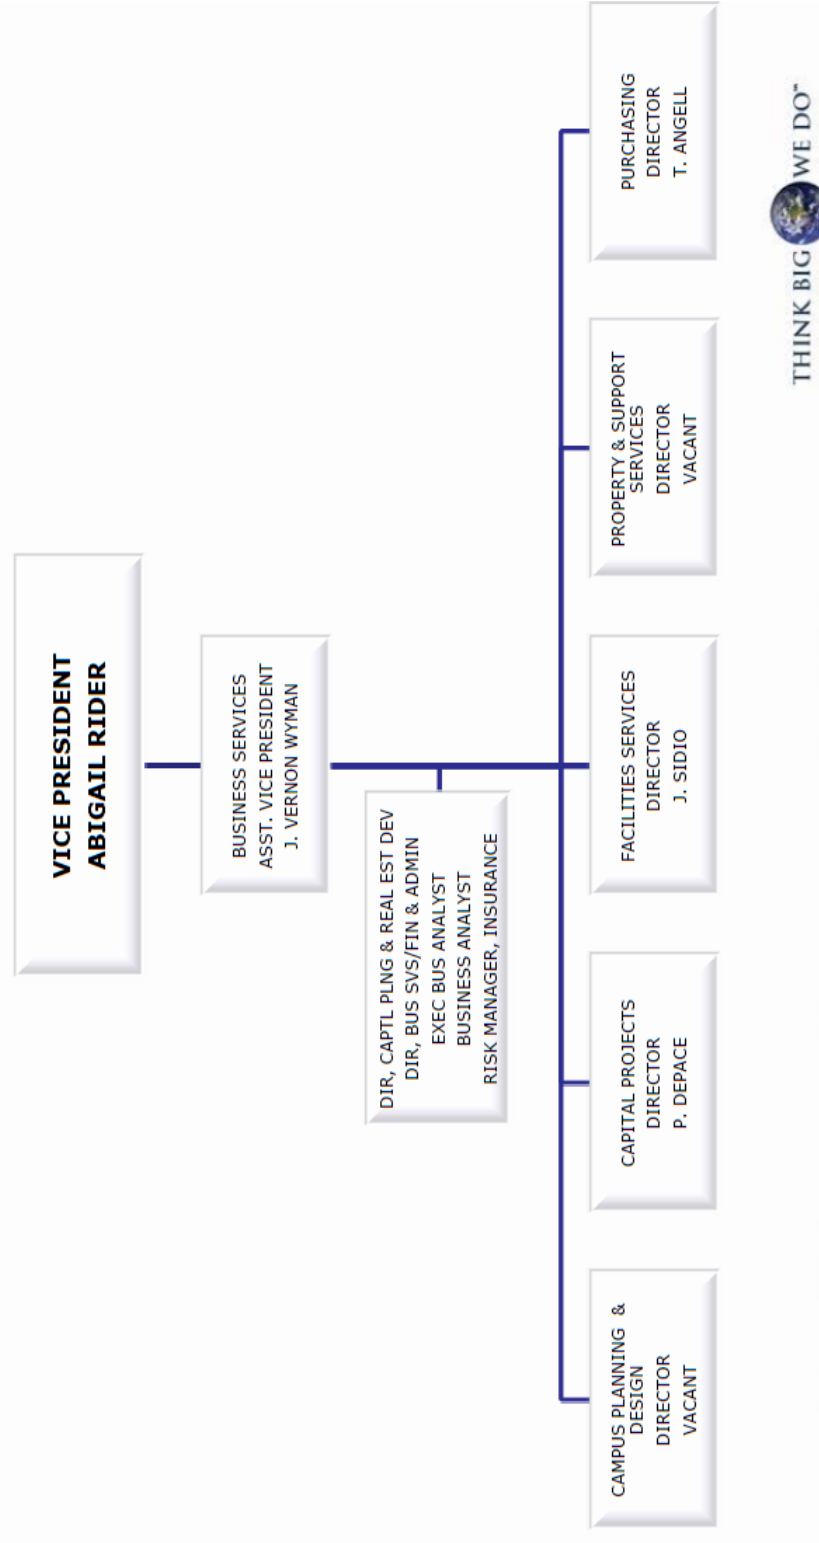 VICE PRESIDENT
ABIGAIL RIDER
BUSINESS SERVICES
ASST. VICE PRESIDENT
J. VERNON WYMAN
DIR, CAPTL PLNG & REAL EST DEV
DIR, BUS SVS/FIN & ADMIN
EXEC BUS ANALYST
BUSINESS ANALYST
RISK MANAGER, INSURANCE
CAMPUS PLANNING &
DESIGN
DIRECTOR
VACANT
CAPITAL PROJECTS
DIRECTOR
P. DEPACE
FACILITIES SERVICES
DIRECTOR
J. SIDIO
PROPERTY & SUPPORT
SERVICES
DIRECTOR
VACANT
PURCHASING
DIRECTOR
T. ANGELL
THINK BIG WE DO℠